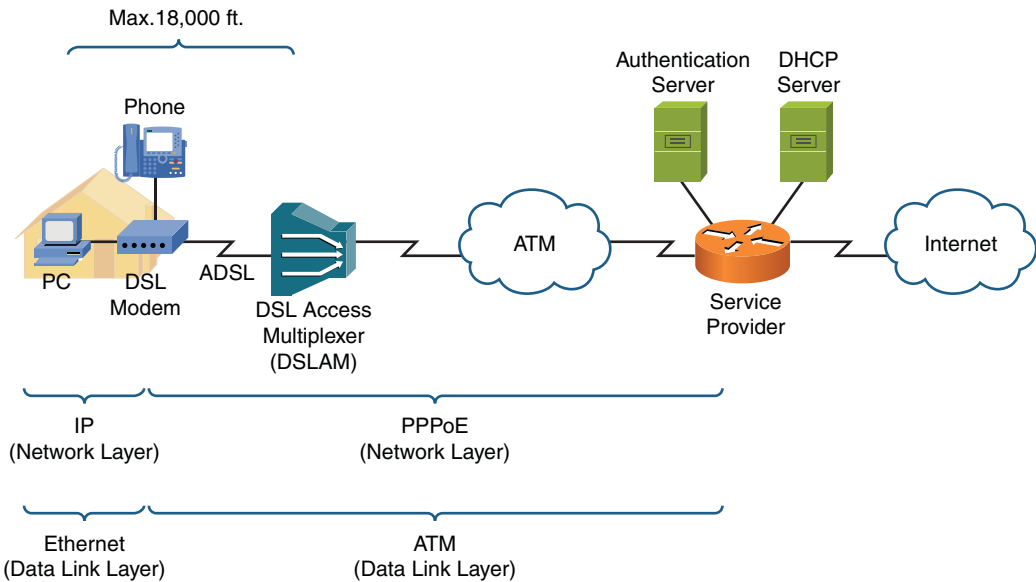 Max.18,000 ft.
Authentication
Server
DHCP
Server
Phone
PC
DSL
Modem
ADSL
DSL Access
Multiplexer
(DSLAM)
ATM
Service
Provider
Internet
IP
(Network Layer)
PPPoE
(Network Layer)
Ethernet
(Data Link Layer)
ATM
(Data Link Layer)